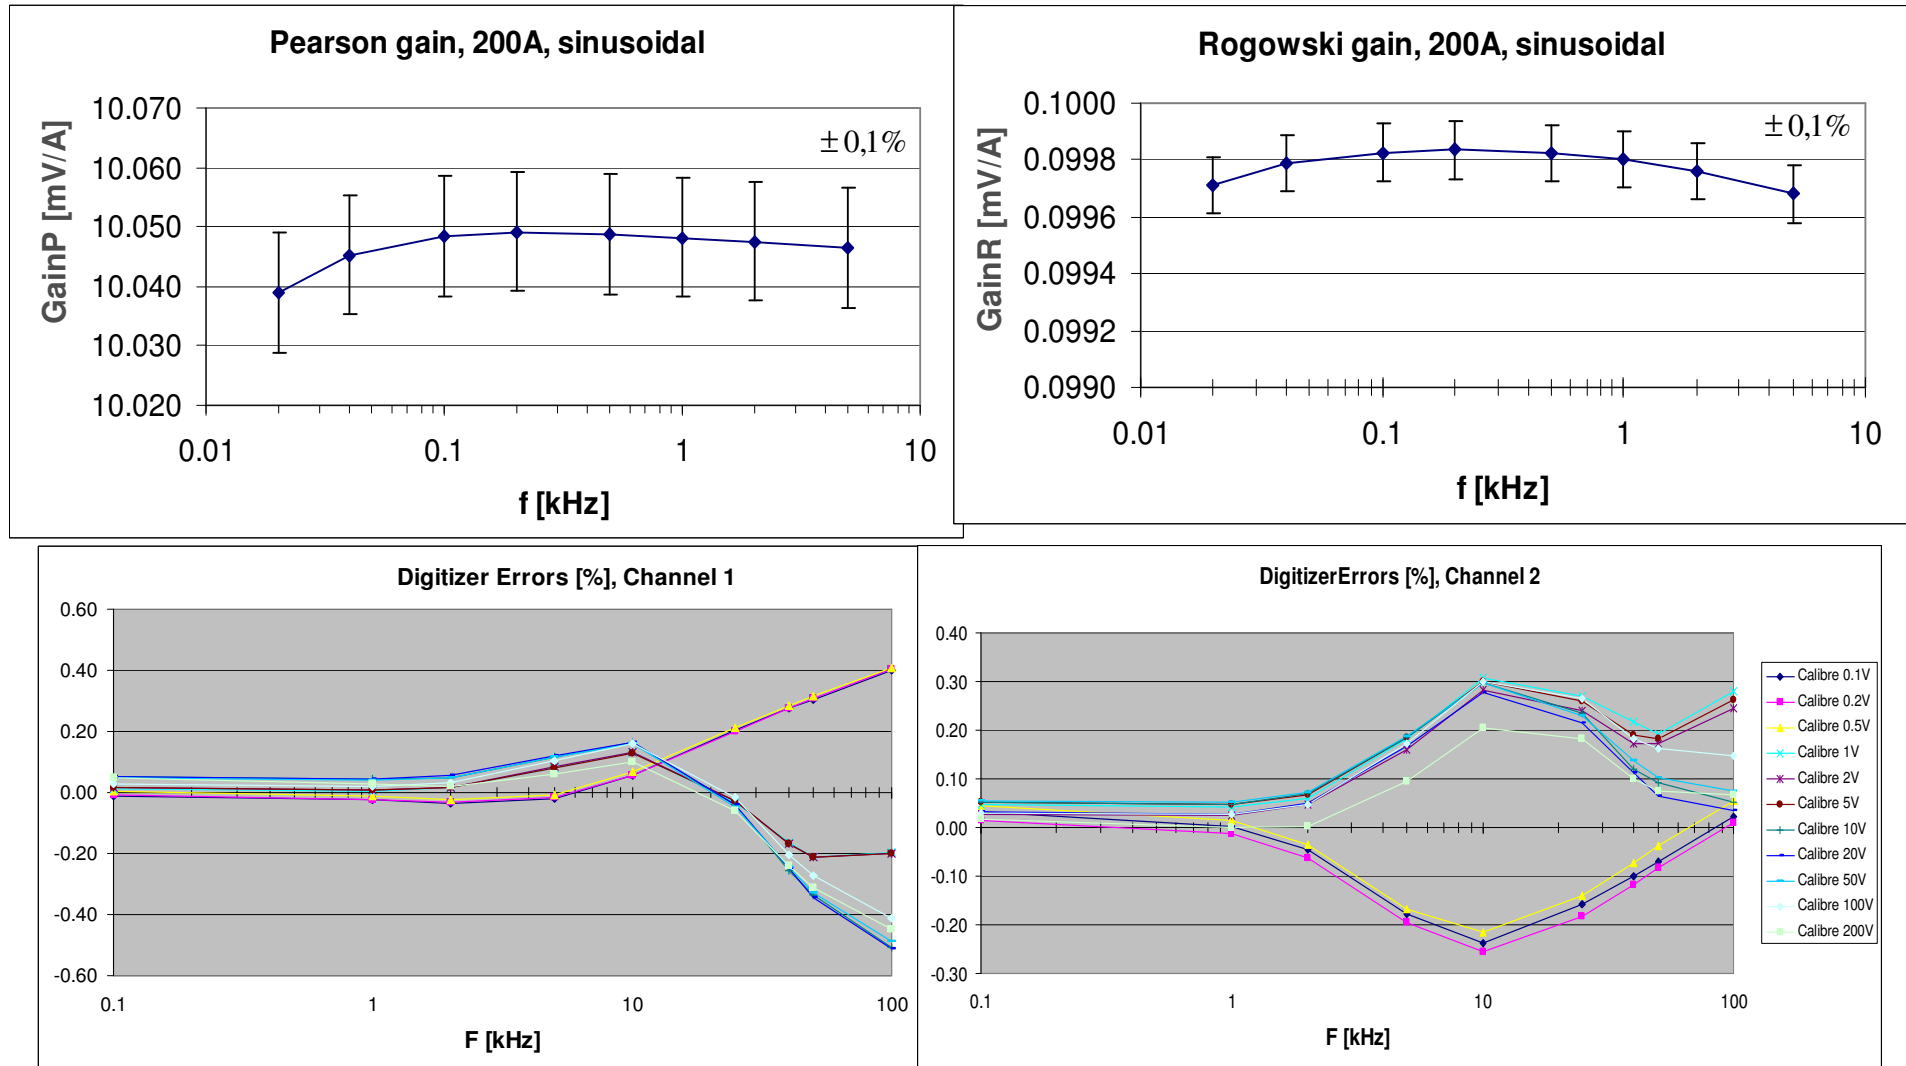 Pearson gain, 200A, sinusoidal
10.070
10.060
10.050
10.040
10.030
10.020
GainP [mV/A]
± 0,1%
0.01 0.1 1 10
f [kHz]
Rogowski gain, 200A, sinusoidal
0.1000
0.0998
0.0996
0.0994
0.0992
0.0990
GainR [mV/A]
± 0,1%
0.01 0.1 1 10
f [kHz]
Digitizer Errors [%], Channel 1
0.60
0.40
0.20
0.00
-0.20
-0.40
-0.60
0.1 1 10 100
F [kHz]
DigitizerErrors [%], Channel 2
0.40
0.30
0.20
0.10
0.00
-0.10
-0.20
-0.30
0.1 1 10 100
F [kHz]
Calibre 0.1V
Calibre 0.2V
Calibre 0.5V
Calibre 1V
Calibre 2V
Calibre 5V
Calibre 10V
Calibre 20V
Calibre 50V
Calibre 100V
Calibre 200V